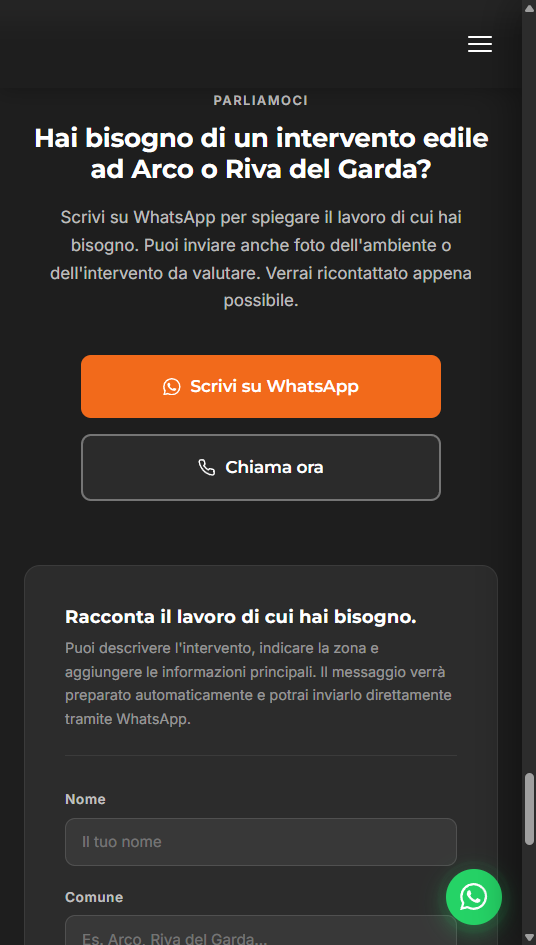 PARLIAMOCI
Hai bisogno di un intervento edile
ad Arco o Riva del Garda?
Scrivi su WhatsApp per spiegare il lavoro di cui hai
bisogno. Puoi inviare anche foto dell'ambiente o
dell'intervento da valutare. Verrai ricontattato appena
possibile.
Scrivi su WhatsApp
Chiama ora
Racconta il lavoro di cui hai bisogno.
Puoi descrivere l'intervento, indicare la zona e
aggiungere le informazioni principali. Il messaggio verrà
preparato automaticamente e potrai inviarlo direttamente
tramite WhatsApp.
Nome
Il tuo nome
Comune
Es. Arco, Riva del Garda...